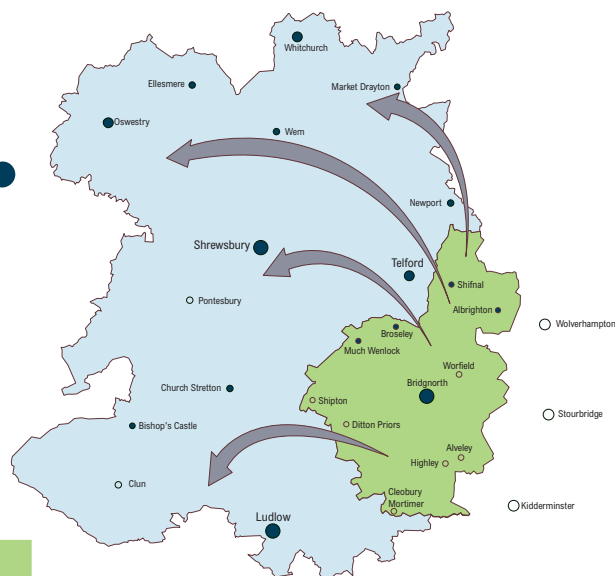 Whitchurch
Ellesmere
Market Drayton
Oswestry
Wem
Newport
Shrewsbury
Telford
Shifnal
Pontesbury
Albrighton
Wolverhampton
Broseley
Much Wenlock
Worfield
Bridgnorth
Church Stretton
Shipton
Stourbridge
Ditton Priors
Bishop's Castle
Alveley
Highley
Clun
Cleobury
Mortimer
Kidderminster
Ludlow